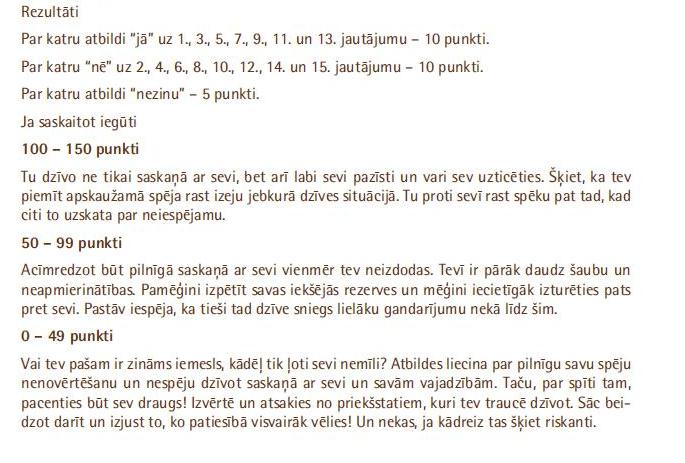 Rezultāti
Par katru atbildi “jā” uz 1., 3., 5., 7., 9., 11. un 13. jautājumu – 10 punkti.
Par katru “nē” uz 2., 4., 6., 8., 10., 12., 14. un 15. jautājumu – 10 punkti.
Par katru atbildi “nezinu” – 5 punkti.
Ja saskaitot iegūti
100 – 150 punkti
Tu dzīvo ne tikai saskaņā ar sevi, bet arī labi sevi pazīsti un vari sev uzticēties. Šķiet, ka tev
piemīt apskaužamā spēja rast izeju jebkurā dzīves situācijā. Tu proti sevī rast spēku pat tad, kad
citi to uzskata par neiespējamu.
50 – 99 punkti
Acīmredzot būt pilnīgā saskaņā ar sevi vienmēr tev neizdodas. Tevī ir pārāk daudz šaubu un
neapmierinātības. Pamēģini izpētīt savas iekšējās rezerves un mēģini iecietīgāk izturēties pats
pret sevi. Pastāv iespēja, ka tieši tad dzīve sniegs lielāku gandarījumu nekā līdz šim.
0 – 49 punkti
Vai tev pašam ir zināms iemesls, kādēļ tik ļoti sevi nemīli? Atbildes liecina par pilnīgu savu spēju
nenovērtēšanu un nespēju dzīvot saskaņā ar sevi un savām vajadzībām. Taču, par spīti tam,
pacenties būt sev draugs! Izvērtē un atsakies no priekšstatiem, kuri tev traucē dzīvot. Sāc bei-
dzot darīt un izjust to, ko patiesībā visvairāk vēlies! Un nekas, ja kādreiz tas šķiet riskanti.